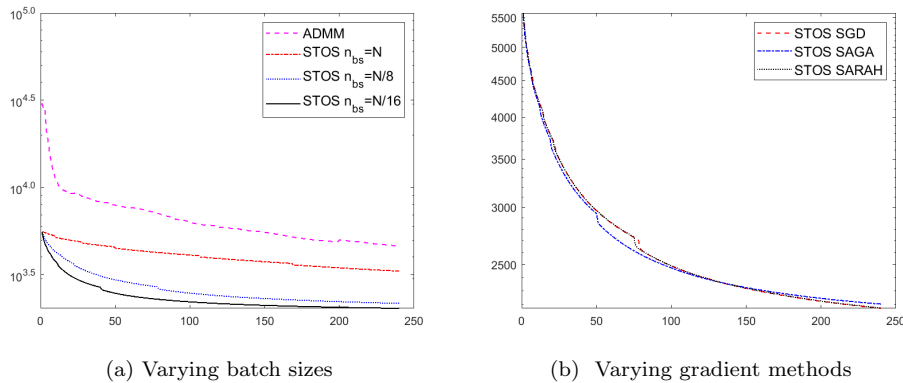 10^5.0
10^4.5
10^4.0
10^3.5
0 50 100 150 200 250
ADMM
STOS n_bs=N
STOS n_bs=N/8
STOS n_bs=N/16
(a) Varying batch sizes
5500
5000
4500
4000
3500
3000
2500
0 50 100 150 200 250
STOS SGD
STOS SAGA
STOS SARAH
(b) Varying gradient methods